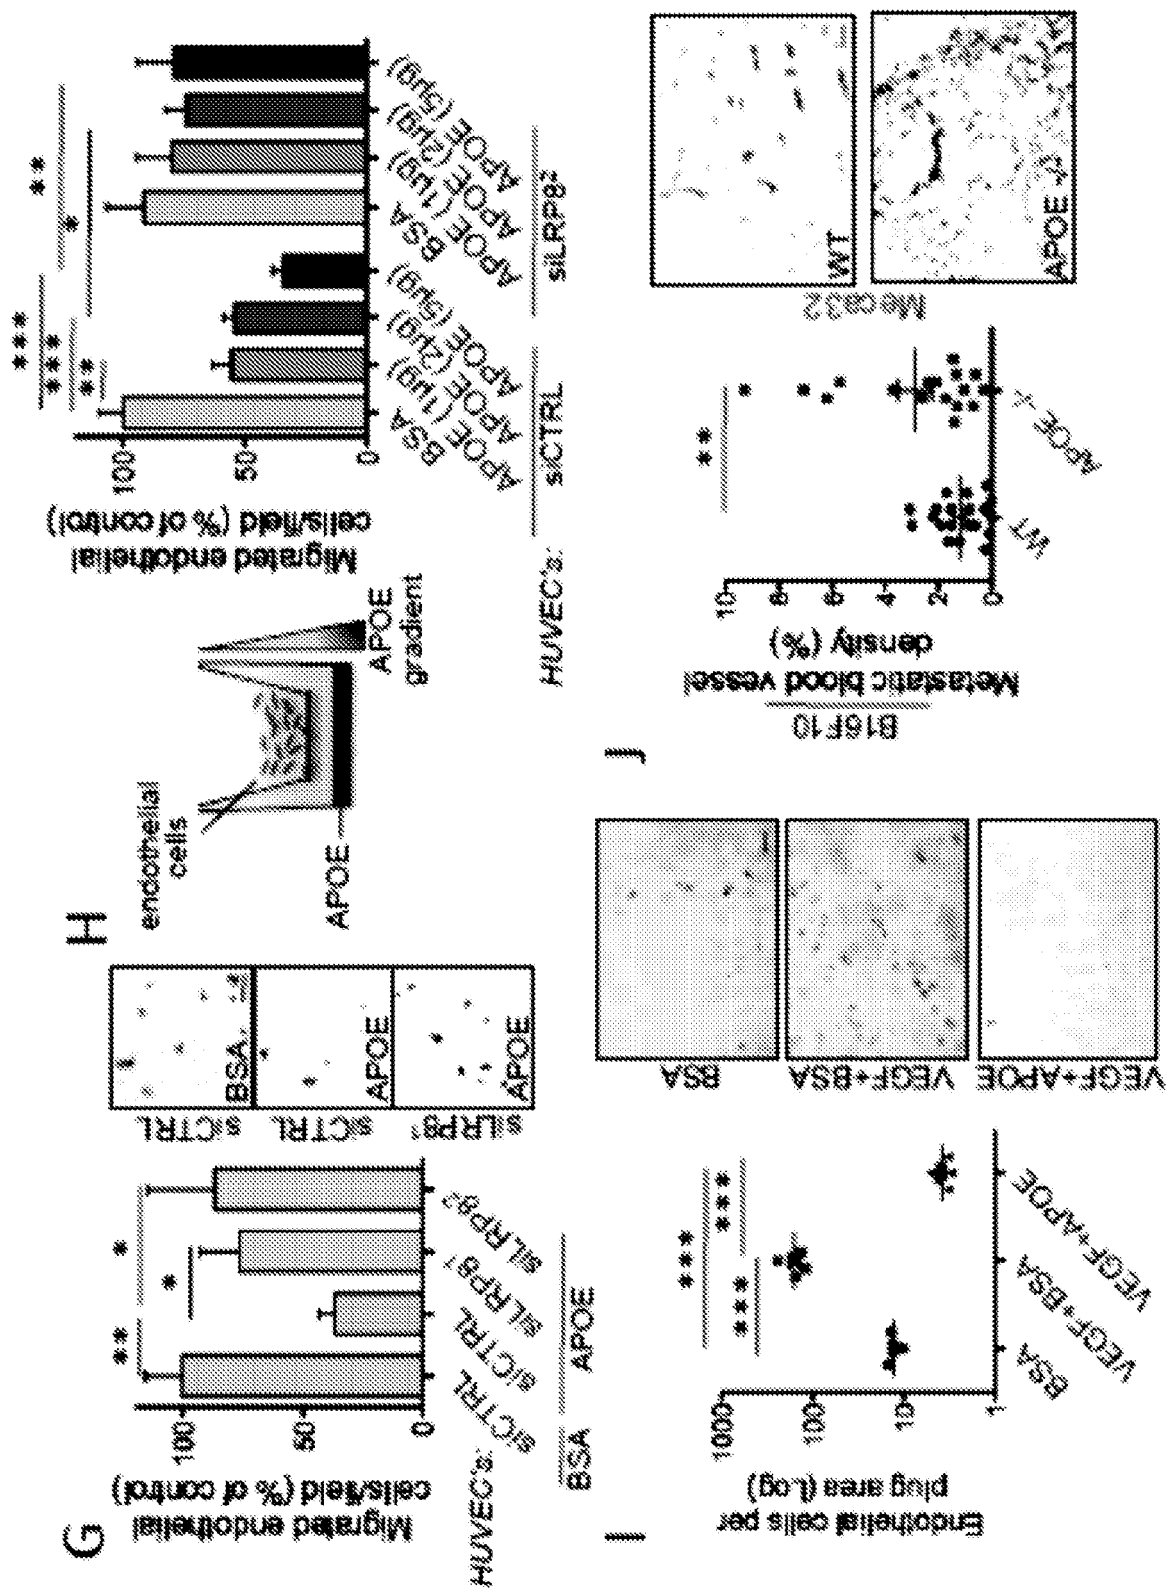 G
Migrated endothelial
cells/field (% of control)
100
50
0
**
*
*
HUVEC's:
siCTRL
siCTRL
siLRP8¹
siLRP8²
BSA
APOE
siCTRL
BSA
siCTRL
APOE
siLRP8¹
APOE
H
endothelial
cells
APOE
APOE
gradient
Migrated endothelial
cells/field (% of control)
100
50
0
***
***
**
**
*
HUVEC's:
BSA
APOE (1µg)
APOE (2µg)
APOE (5µg)
BSA
APOE (1µg)
APOE (2µg)
APOE (5µg)
siCTRL
siLRP8²
I
Endothelial cells per
plug area (Log)
1000
100
10
1
***
***
***
BSA
VEGF+BSA
VEGF+APOE
BSA
VEGF+BSA
VEGF+APOE
J
B16F10
Metastatic blood vessel
density (%)
10
8
6
4
2
0
**
WT
APOE -/-
Meca32
WT
APOE -/-